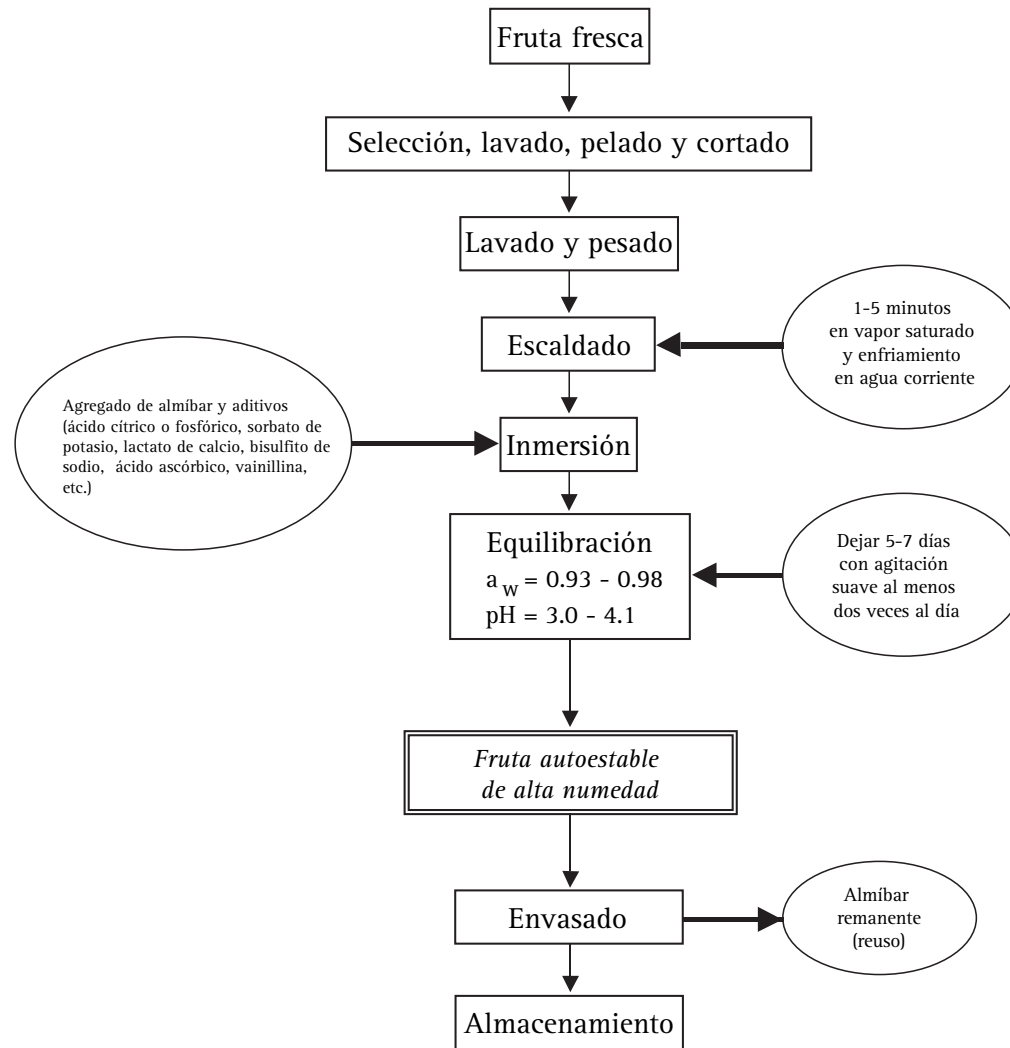 Fruta fresca
Selección, lavado, pelado y cortado
Lavado y pesado
1-5 minutos
en vapor saturado
y enfriamiento
en agua corriente
Escaldado
Agregado de almíbar y aditivos
(ácido cítrico o fosfórico, sorbato de
potasio, lactato de calcio, bisulfito de
sodio, ácido ascórbico, vainillina,
etc.)
Inmersión
Equilibración
a w = 0.93 - 0.98
pH = 3.0 - 4.1
Dejar 5-7 días
con agitación
suave al menos
dos veces al día
Fruta autoestable
de alta numedad
Envasado
Almíbar
remanente
(reuso)
Almacenamiento